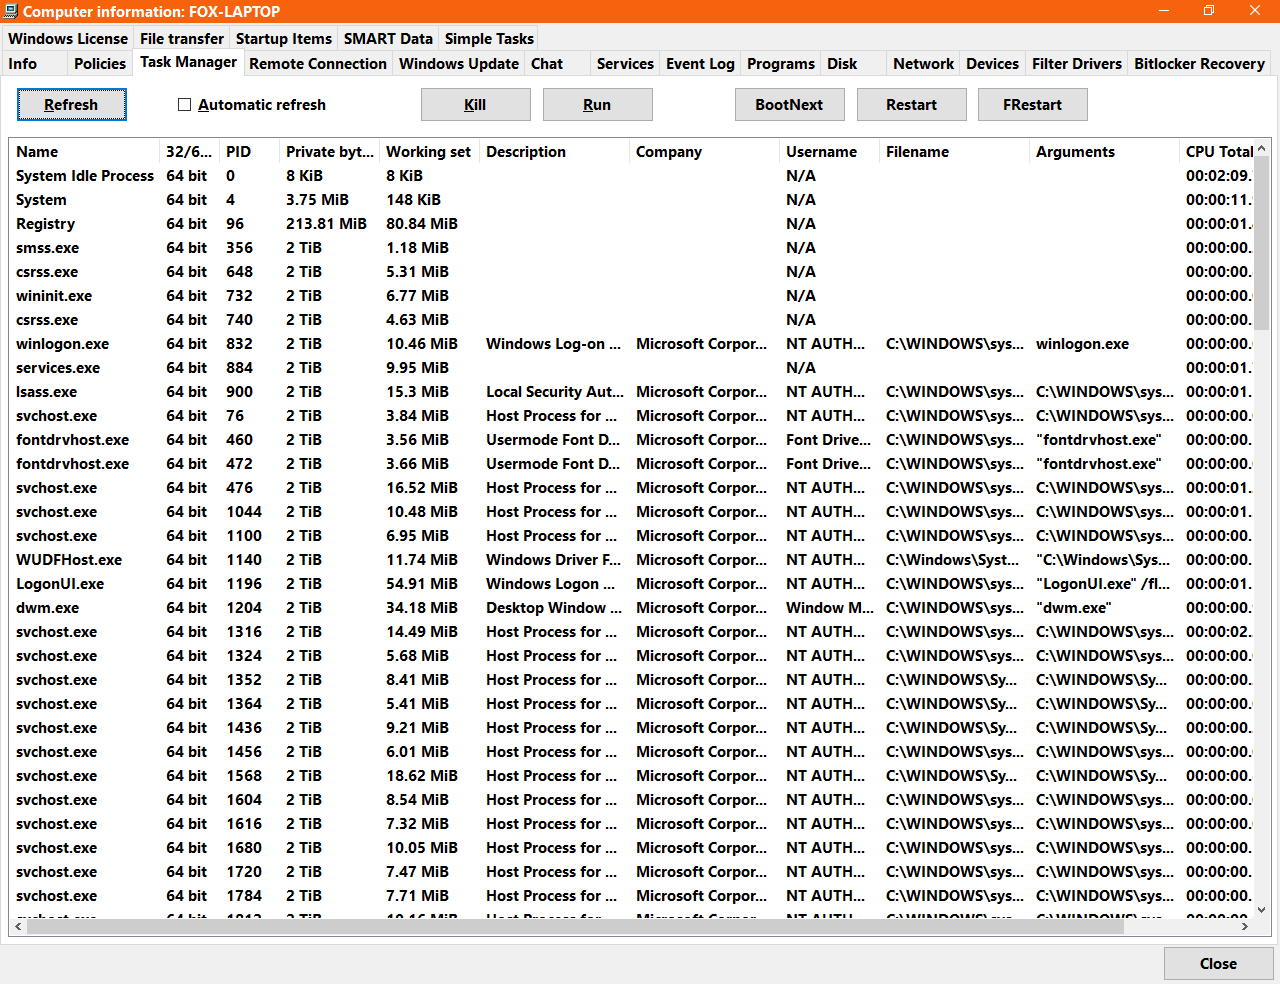 Computer information: FOX-LAPTOP
Windows License File transfer Startup Items SMART Data Simple Tasks
Info Policies Task Manager Remote Connection Windows Update Chat Services Event Log Programs Disk Network Devices Filter Drivers Bitlocker Recovery
Refresh Automatic refresh Kill Run BootNext Restart FRestart
Name 32/6... PID Private byt... Working set Description Company Username Filename Arguments CPU Total
System Idle Process 64 bit 0 8 KiB 8 KiB N/A 00:02:09.
System 64 bit 4 3.75 MiB 148 KiB N/A 00:00:11.
Registry 64 bit 96 213.81 MiB 80.84 MiB N/A 00:00:01.
smss.exe 64 bit 356 2 TiB 1.18 MiB N/A 00:00:00.
csrss.exe 64 bit 648 2 TiB 5.31 MiB N/A 00:00:00.
wininit.exe 64 bit 732 2 TiB 6.77 MiB N/A 00:00:00.
csrss.exe 64 bit 740 2 TiB 4.63 MiB N/A 00:00:00.
winlogon.exe 64 bit 832 2 TiB 10.46 MiB Windows Log-on ... Microsoft Corpor... NT AUTH... C:\WINDOWS\sys... winlogon.exe 00:00:00.
services.exe 64 bit 884 2 TiB 9.95 MiB N/A 00:00:01.
lsass.exe 64 bit 900 2 TiB 15.3 MiB Local Security Aut... Microsoft Corpor... NT AUTH... C:\WINDOWS\sys... C:\WINDOWS\sys... 00:00:01.
svchost.exe 64 bit 76 2 TiB 3.84 MiB Host Process for ... Microsoft Corpor... NT AUTH... C:\WINDOWS\sys... C:\WINDOWS\sys... 00:00:00.
fontdrvhost.exe 64 bit 460 2 TiB 3.56 MiB Usermode Font D... Microsoft Corpor... Font Drive... C:\WINDOWS\sys... "fontdrvhost.exe" 00:00:00.
fontdrvhost.exe 64 bit 472 2 TiB 3.66 MiB Usermode Font D... Microsoft Corpor... Font Drive... C:\WINDOWS\sys... "fontdrvhost.exe" 00:00:00.
svchost.exe 64 bit 476 2 TiB 16.52 MiB Host Process for ... Microsoft Corpor... NT AUTH... C:\WINDOWS\sys... C:\WINDOWS\sys... 00:00:01.
svchost.exe 64 bit 1044 2 TiB 10.48 MiB Host Process for ... Microsoft Corpor... NT AUTH... C:\WINDOWS\sys... C:\WINDOWS\sys... 00:00:01.
svchost.exe 64 bit 1100 2 TiB 6.95 MiB Host Process for ... Microsoft Corpor... NT AUTH... C:\WINDOWS\sys... C:\WINDOWS\sys... 00:00:00.
WUDFHost.exe 64 bit 1140 2 TiB 11.74 MiB Windows Driver F... Microsoft Corpor... NT AUTH... C:\Windows\Syst... "C:\Windows\Sys... 00:00:00.
LogonUI.exe 64 bit 1196 2 TiB 54.91 MiB Windows Logon ... Microsoft Corpor... NT AUTH... C:\WINDOWS\sys... "LogonUI.exe" /fl... 00:00:01.
dwm.exe 64 bit 1204 2 TiB 34.18 MiB Desktop Window ... Microsoft Corpor... Window M... C:\WINDOWS\sys... "dwm.exe" 00:00:00.
svchost.exe 64 bit 1316 2 TiB 14.49 MiB Host Process for ... Microsoft Corpor... NT AUTH... C:\WINDOWS\sys... C:\WINDOWS\sys... 00:00:02.
svchost.exe 64 bit 1324 2 TiB 5.68 MiB Host Process for ... Microsoft Corpor... NT AUTH... C:\WINDOWS\sys... C:\WINDOWS\sys... 00:00:00.
svchost.exe 64 bit 1352 2 TiB 8.41 MiB Host Process for ... Microsoft Corpor... NT AUTH... C:\WINDOWS\Sy... C:\WINDOWS\Sy... 00:00:00.
svchost.exe 64 bit 1364 2 TiB 5.41 MiB Host Process for ... Microsoft Corpor... NT AUTH... C:\WINDOWS\Sy... C:\WINDOWS\Sy... 00:00:00.
svchost.exe 64 bit 1436 2 TiB 9.21 MiB Host Process for ... Microsoft Corpor... NT AUTH... C:\WINDOWS\Sy... C:\WINDOWS\Sy... 00:00:00.
svchost.exe 64 bit 1456 2 TiB 6.01 MiB Host Process for ... Microsoft Corpor... NT AUTH... C:\WINDOWS\sys... C:\WINDOWS\sys... 00:00:00.
svchost.exe 64 bit 1568 2 TiB 18.62 MiB Host Process for ... Microsoft Corpor... NT AUTH... C:\WINDOWS\Sy... C:\WINDOWS\Sy... 00:00:00.
svchost.exe 64 bit 1604 2 TiB 8.54 MiB Host Process for ... Microsoft Corpor... NT AUTH... C:\WINDOWS\sys... C:\WINDOWS\sys... 00:00:00.
svchost.exe 64 bit 1616 2 TiB 7.32 MiB Host Process for ... Microsoft Corpor... NT AUTH... C:\WINDOWS\sys... C:\WINDOWS\sys... 00:00:00.
svchost.exe 64 bit 1680 2 TiB 10.05 MiB Host Process for ... Microsoft Corpor... NT AUTH... C:\WINDOWS\sys... C:\WINDOWS\sys... 00:00:00.
svchost.exe 64 bit 1720 2 TiB 7.47 MiB Host Process for ... Microsoft Corpor... NT AUTH... C:\WINDOWS\sys... C:\WINDOWS\sys... 00:00:00.
svchost.exe 64 bit 1784 2 TiB 7.71 MiB Host Process for ... Microsoft Corpor... NT AUTH... C:\WINDOWS\sys... C:\WINDOWS\sys... 00:00:00.
Close